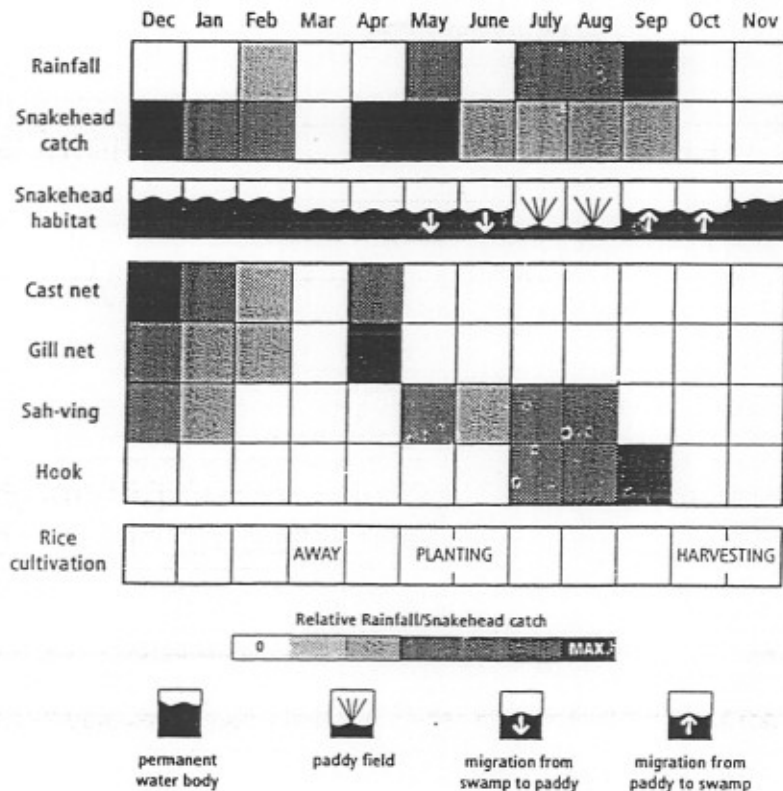 Dec Jan Feb Mar Apr May June July Aug Sep Oct Nov
Rainfall
Snakehead
catch
Snakehead
habitat
Cast net
Gill net
Sah-ving
Hook
Rice
cultivation
AWAY PLANTING HARVESTING
Relative Rainfall/Snakehead catch
0 MAX.
permanent
water body
paddy field
migration from
swamp to paddy
migration from
paddy to swamp